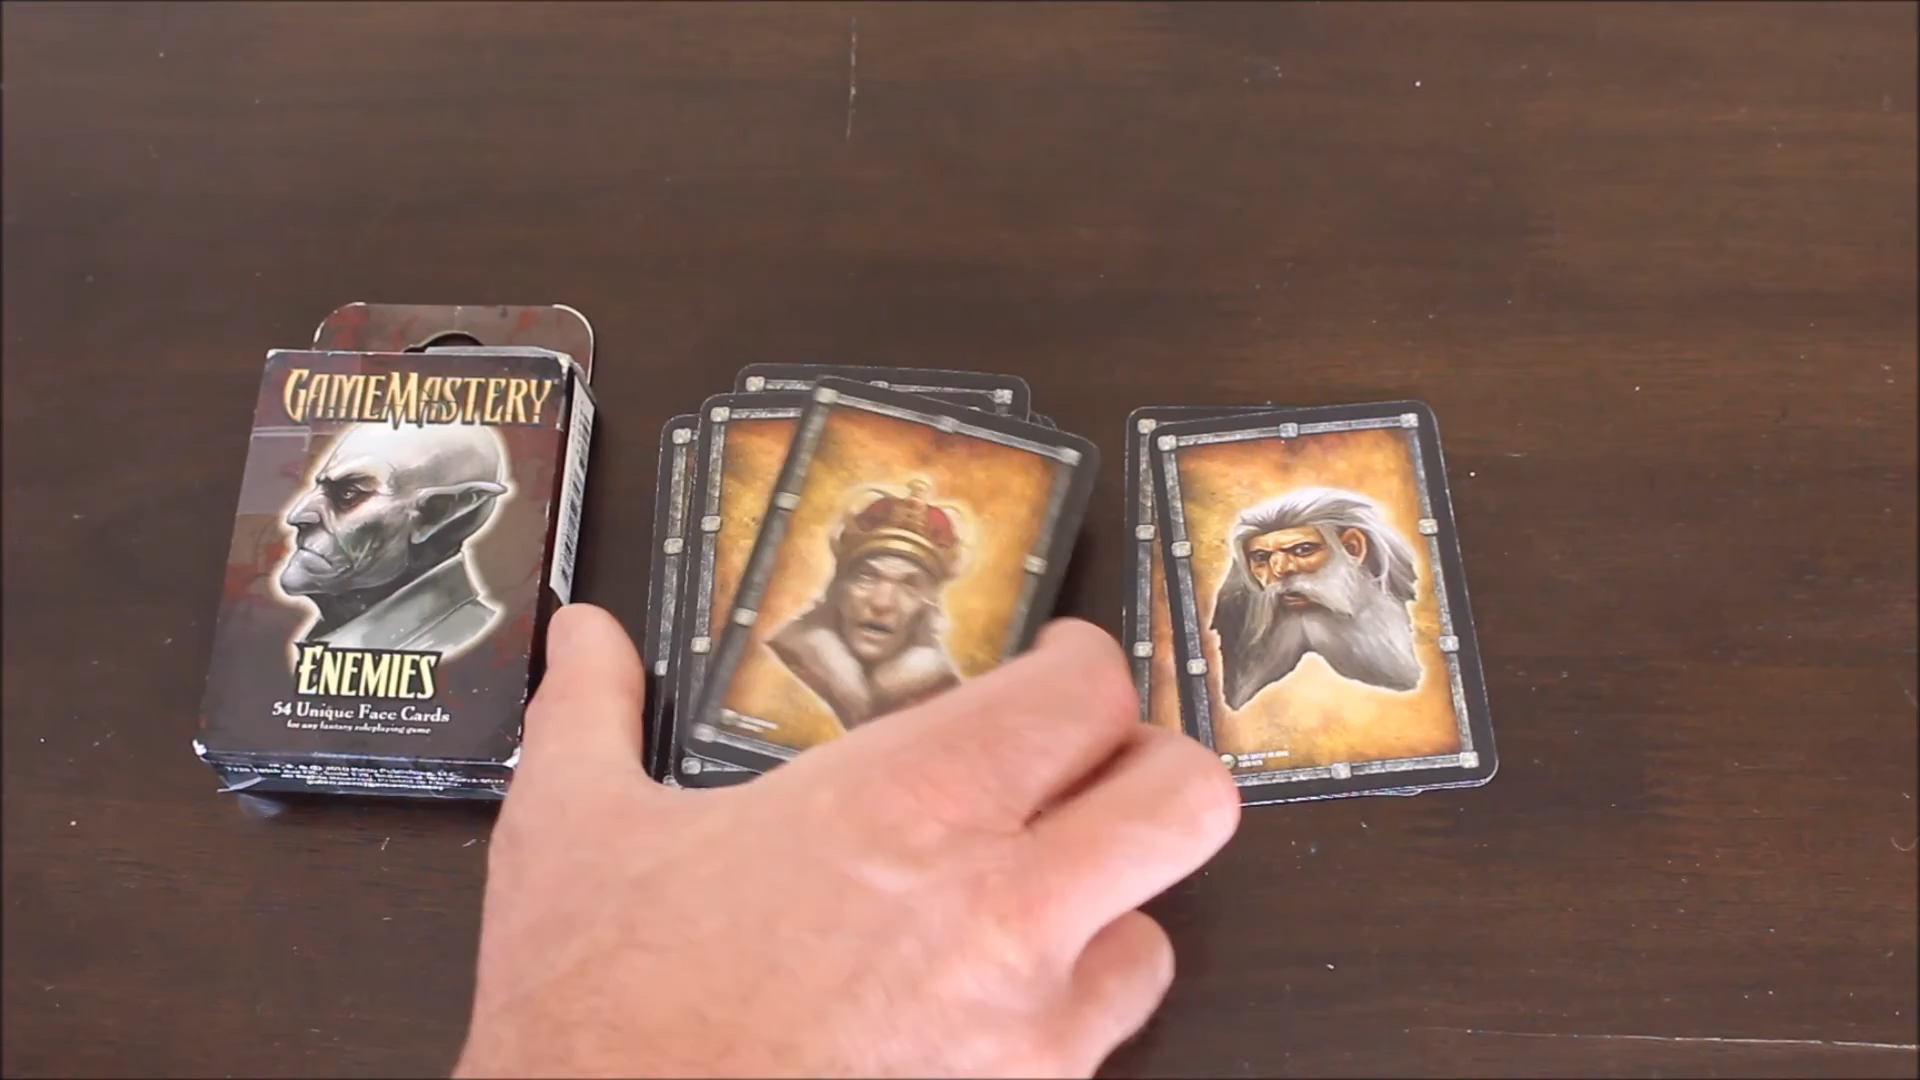 GAMEMASTERY
ENEMIES
54 Unique Face Cards
for any fantasy roleplaying game